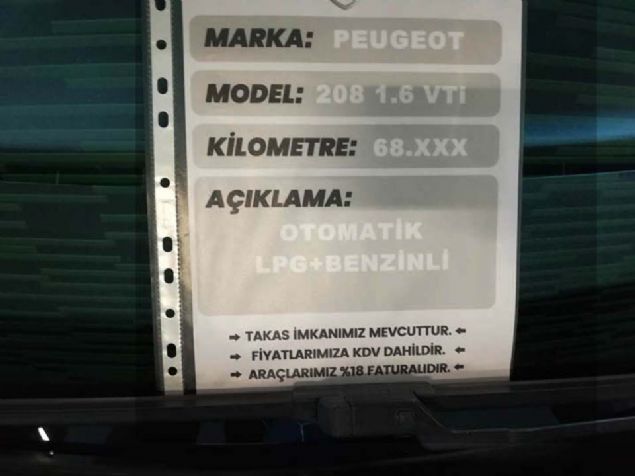 MARKA: PEUGEOT
MODEL: 208 1.6 VTi
KİLOMETRE: 68.XXX
AÇIKLAMA:
OTOMATİK
LPG+BENZİNLİ
→ TAKAS İMKANIMIZ MEVCUTTUR. ←
→ FİYATLARIMIZA KDV DAHİLDİR. ←
→ ARAÇLARIMIZ %18 FATURALIDIR. ←